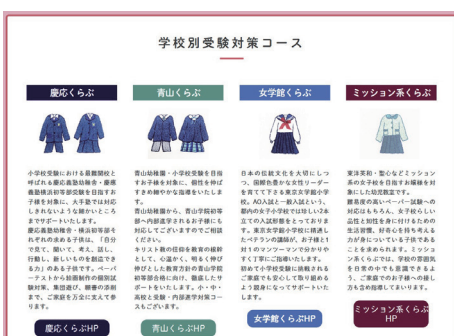 学校別受験対策コース
慶応くらぶ
小学校受験における最難関校と
呼ばれる慶応義塾幼稚舎・慶應
義塾横浜初等部受験を目指すお
子様を対象に、大手塾では対応
しきれないような細かいところ
までサポートいたします。
慶応義塾幼稚舎・横浜初等部そ
れぞれの求める子供は、「自分
で見て、聞いて、考え、話し、
行動し、新しいものを創造でき
る力」のある子供です。ペーパ
ーテストから絵画制作の個別試
験対策、集団遊び、願書の添削
まで、ご家庭を万全に支えて参
ります。
慶応くらぶHP
青山くらぶ
青山幼稚園・小学校受験を目指
すお子様を対象に、個性を伸ば
すきめ細やかな指導をいたしま
す。
青山幼稚園から、青山学院初等
部へ内部進学されるお子様にも
対応してございますのでご相談
ください。
キリスト教の信仰を教育の根幹
として、心温かく、明るく伸び
伸びとした教育方針の青山学院
初等部合格に向け、徹底したサ
ポートをいたします。小・中・
高校と受験・内部進学対策コー
スもございます。
青山くらぶHP
女学館くらぶ
日本の伝統文化を大切にしつ
つ、国際色豊かな女性リーダー
を育てて下さる東京女学館小学
校。AO入試と一般入試という、
都内の女子小学校では珍しい2本
立ての入試形態をとっておりま
す。東京女学館小学校に精通し
たベテランの講師が、お子様と1
対1のマンツーマンで分かりや
すく丁寧にご指導いたします。
初めて小学校受験に挑戦される
ご家庭でも安心して取り組める
よう親身になってサポートいた
します。
女学館くらぶHP
ミッション系くらぶ
東洋英和・聖心などミッション
系の女子校を目指すお嬢様を対
象にした幼児教室です。
難易度の高いペーパー試験への
対応はもちろん、女子校らしい
品性と知性を身に付けるための
生活習慣、好奇心を持ち考える
力が身についている子供である
ことを求められます。ミッショ
ン系くらぶでは、学校の雰囲気
を日常の中でも意識できるよ
う、ご家庭でのお子様への接し
方も含め指導してまいります。
ミッション系くらぶ
HP